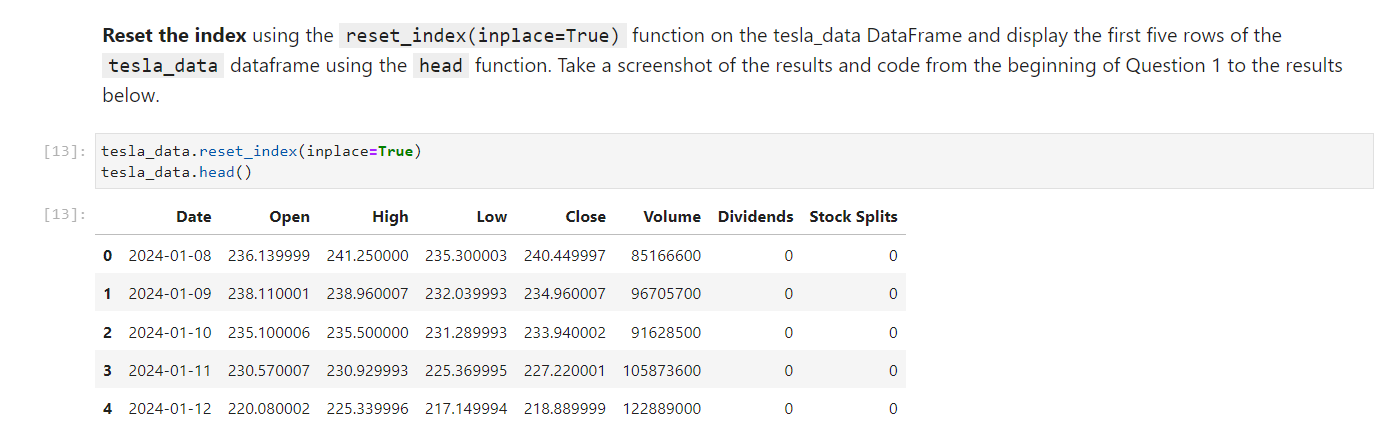 Reset the index using the reset_index(inplace=True) function on the tesla_data DataFrame and display the first five rows of the
tesla_data dataframe using the head function. Take a screenshot of the results and code from the beginning of Question 1 to the results
below.
[13]: tesla_data.reset_index(inplace=True)
tesla_data.head()
[13]: Date Open High Low Close Volume Dividends Stock Splits
0 2024-01-08 236.139999 241.250000 235.300003 240.449997 85166600 0 0
1 2024-01-09 238.110001 238.960007 232.039993 234.960007 96705700 0 0
2 2024-01-10 235.100006 235.500000 231.289993 233.940002 91628500 0 0
3 2024-01-11 230.570007 230.929993 225.369995 227.220001 105873600 0 0
4 2024-01-12 220.080002 225.339996 217.149994 218.889999 122889000 0 0